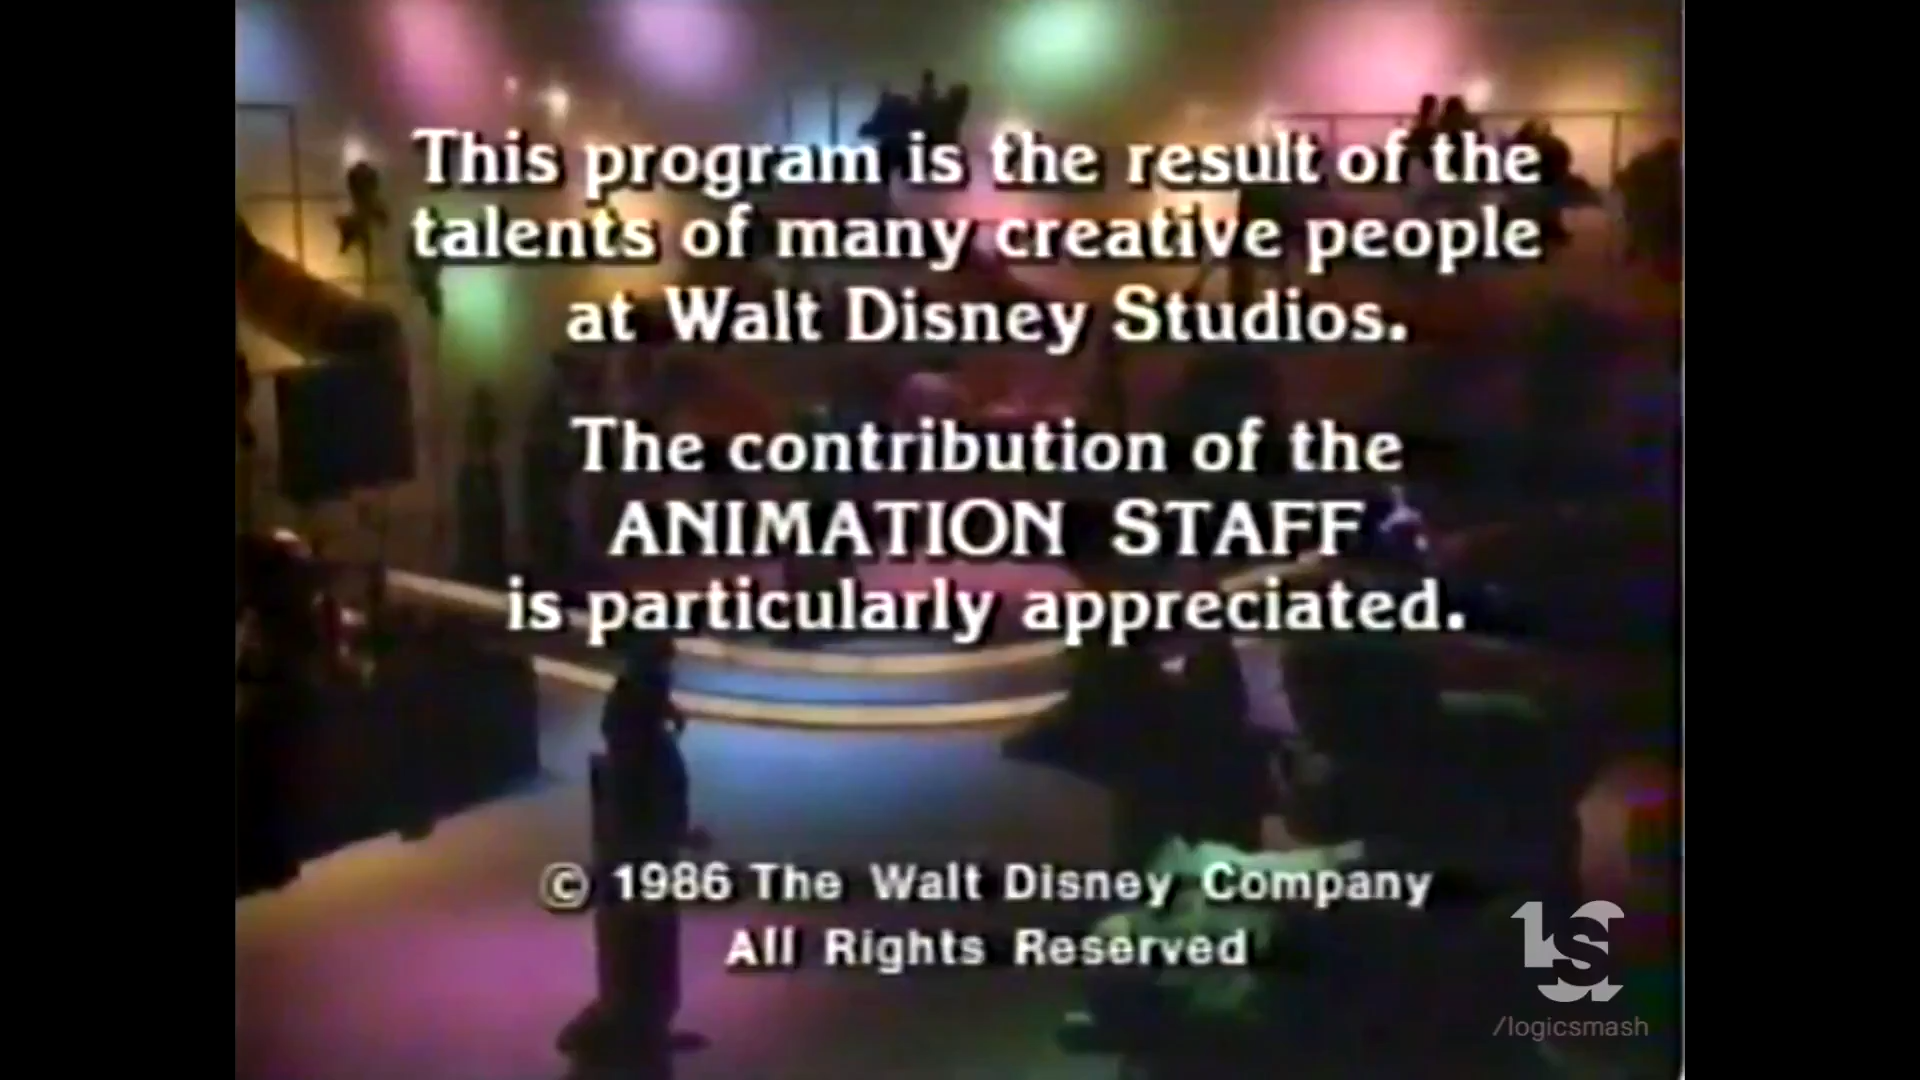 This program is the result of the
talents of many creative people
at Walt Disney Studios.
The contribution of the
ANIMATION STAFF
is particularly appreciated.
© 1986 The Walt Disney Company
All Rights Reserved
LS
/logicsmash